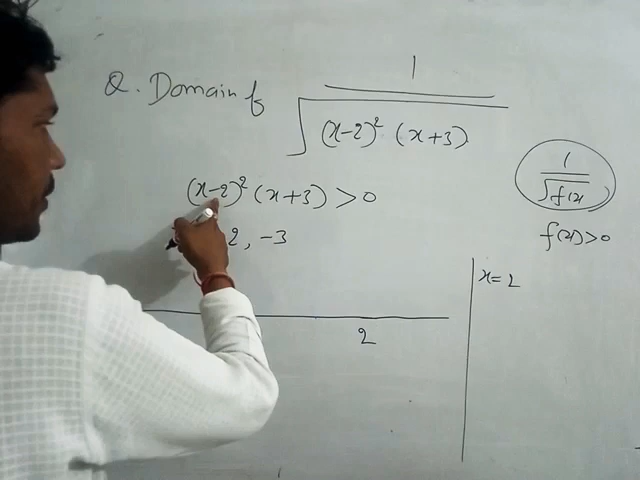 Q. Domain of 1
√(x-2)² (x+3)
(x-2)² (x+3) > 0
2, -3
2
1
√f(x)
f(x) > 0
x = 2